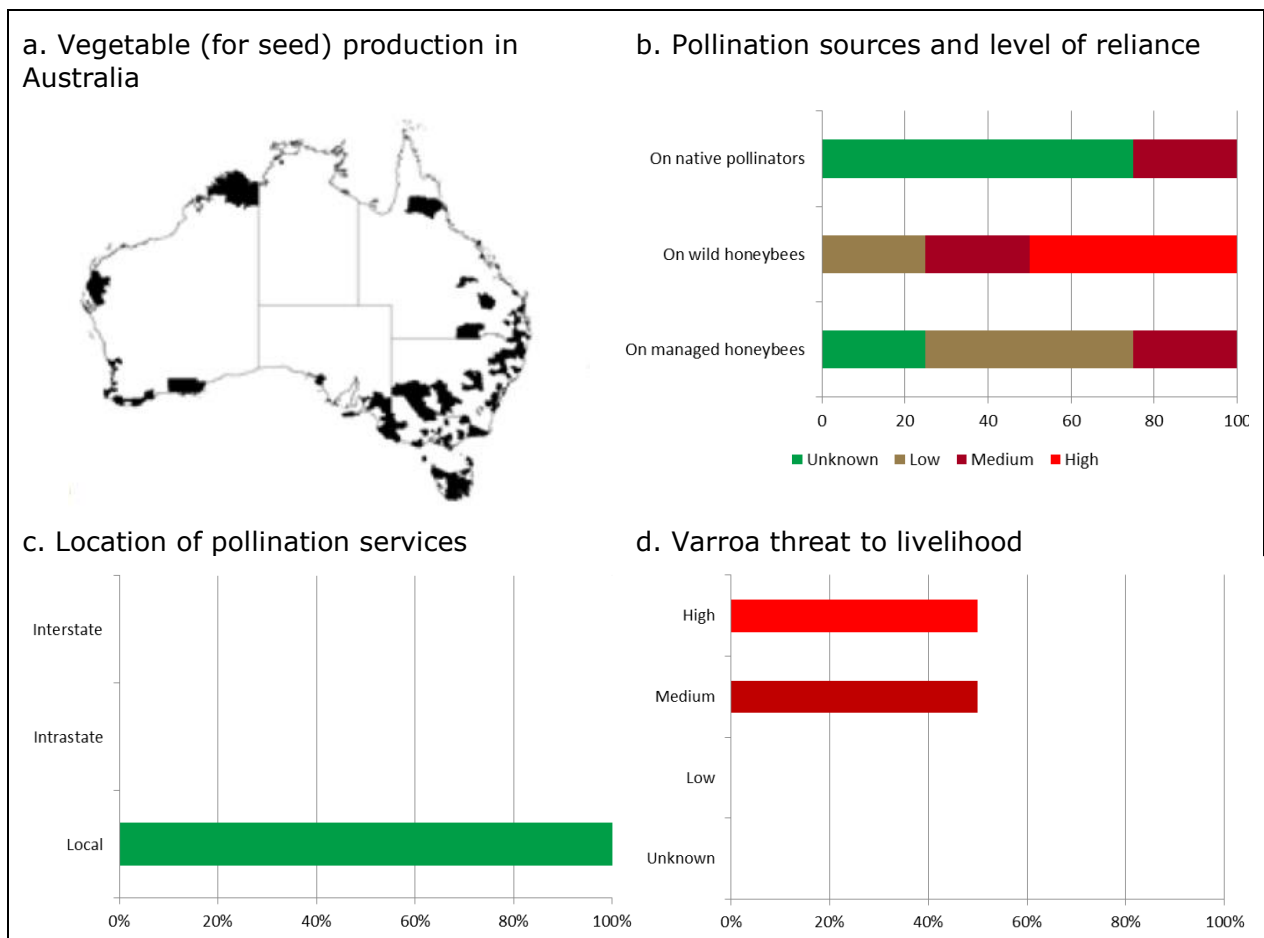 a. Vegetable (for seed) production in
Australia
b. Pollination sources and level of reliance
On native pollinators
On wild honeybees
On managed honeybees
0 20 40 60 80 100
Unknown Low Medium High
c. Location of pollination services
Interstate
Intrastate
Local
0% 20% 40% 60% 80% 100%
d. Varroa threat to livelihood
High
Medium
Low
Unknown
0% 20% 40% 60% 80% 100%